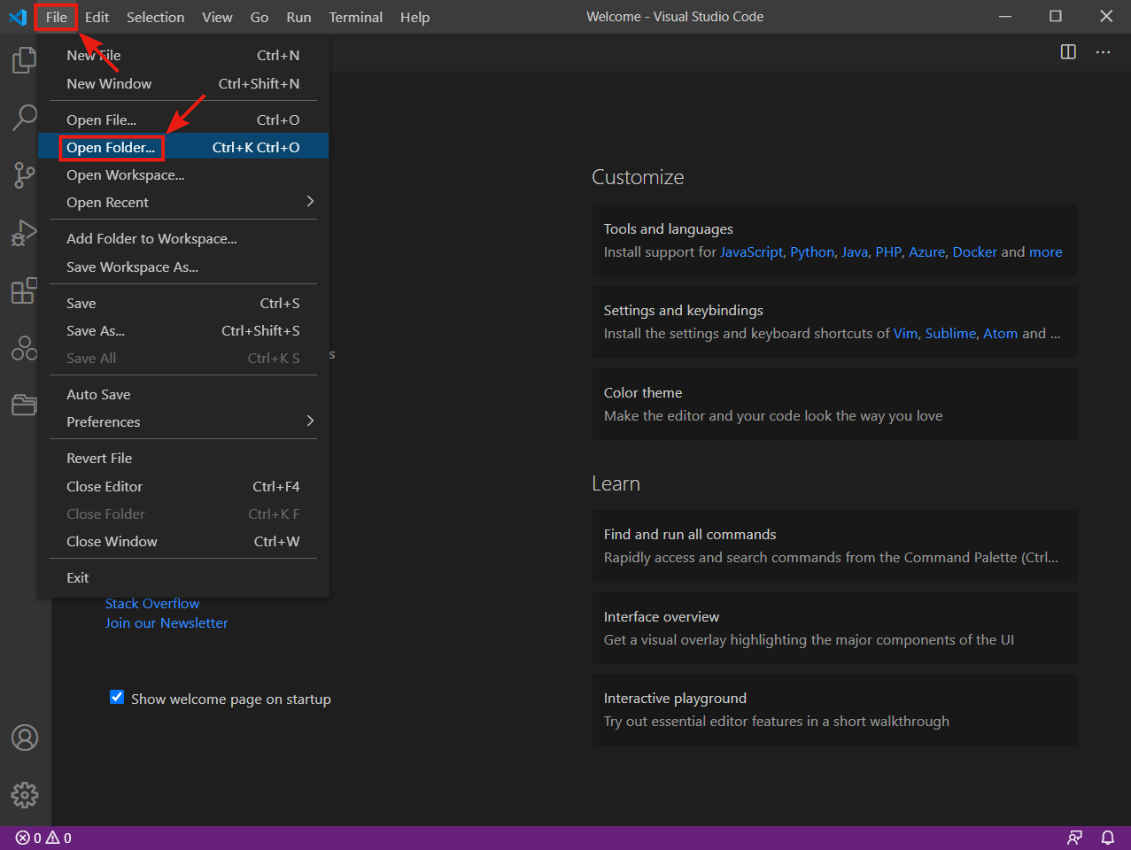 File Edit Selection View Go Run Terminal Help Welcome - Visual Studio Code
New File Ctrl+N
New Window Ctrl+Shift+N
Open File... Ctrl+O
Open Folder... Ctrl+K Ctrl+O
Open Workspace...
Open Recent
Add Folder to Workspace...
Save Workspace As...
Save Ctrl+S
Save As... Ctrl+Shift+S
Save All Ctrl+K S
s
Auto Save
Preferences
Revert File
Close Editor Ctrl+F4
Close Folder Ctrl+K F
Close Window Ctrl+W
Exit
Stack Overflow
Join our Newsletter
Show welcome page on startup
Customize
Tools and languages
Install support for JavaScript, Python, Java, PHP, Azure, Docker and more
Settings and keybindings
Install the settings and keyboard shortcuts of Vim, Sublime, Atom and ...
Color theme
Make the editor and your code look the way you love
Learn
Find and run all commands
Rapidly access and search commands from the Command Palette (Ctrl...
Interface overview
Get a visual overlay highlighting the major components of the UI
Interactive playground
Try out essential editor features in a short walkthrough
0 0